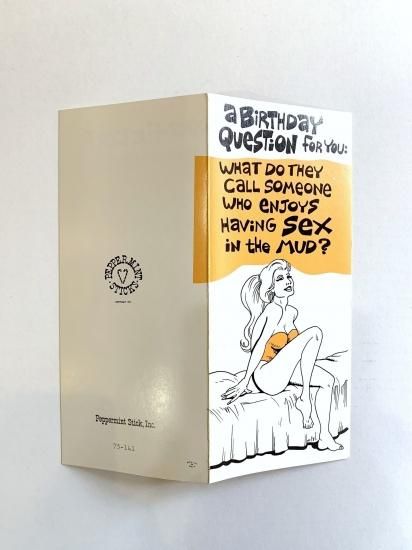 a BiRthDay
QUEStiON foR YOU:
WHAT DO THEY
CALL SOMEONE
WHO ENJOYS
HAViNG SEX
iN the MUD?
PEPPERMINT
STICKS
Peppermint Stick, Inc.
75-141